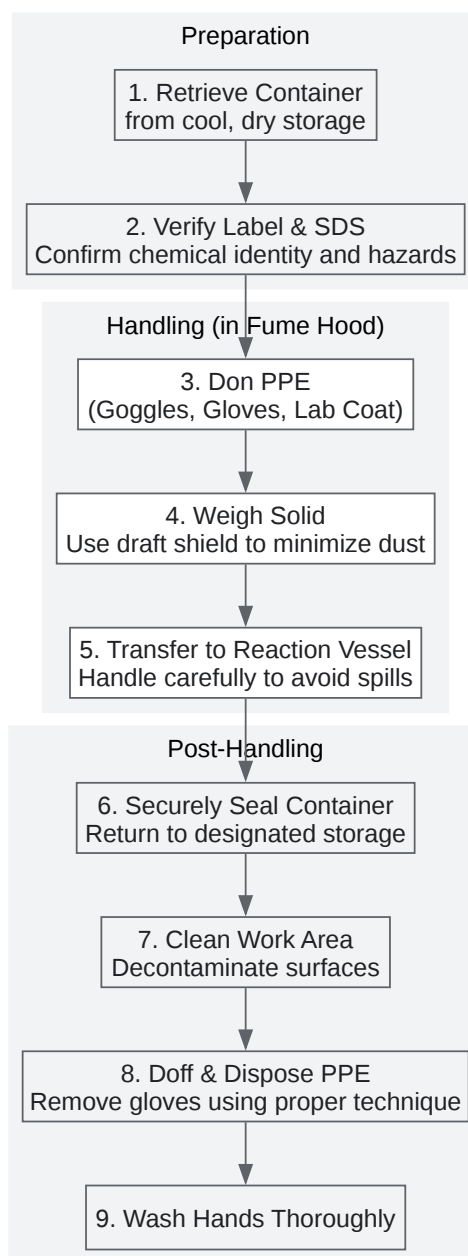 Preparation
1. Retrieve Container
from cool, dry storage
2. Verify Label & SDS
Confirm chemical identity and hazards
Handling (in Fume Hood)
3. Don PPE
(Goggles, Gloves, Lab Coat)
4. Weigh Solid
Use draft shield to minimize dust
5. Transfer to Reaction Vessel
Handle carefully to avoid spills
Post-Handling
6. Securely Seal Container
Return to designated storage
7. Clean Work Area
Decontaminate surfaces
8. Doff & Dispose PPE
Remove gloves using proper technique
9. Wash Hands Thoroughly